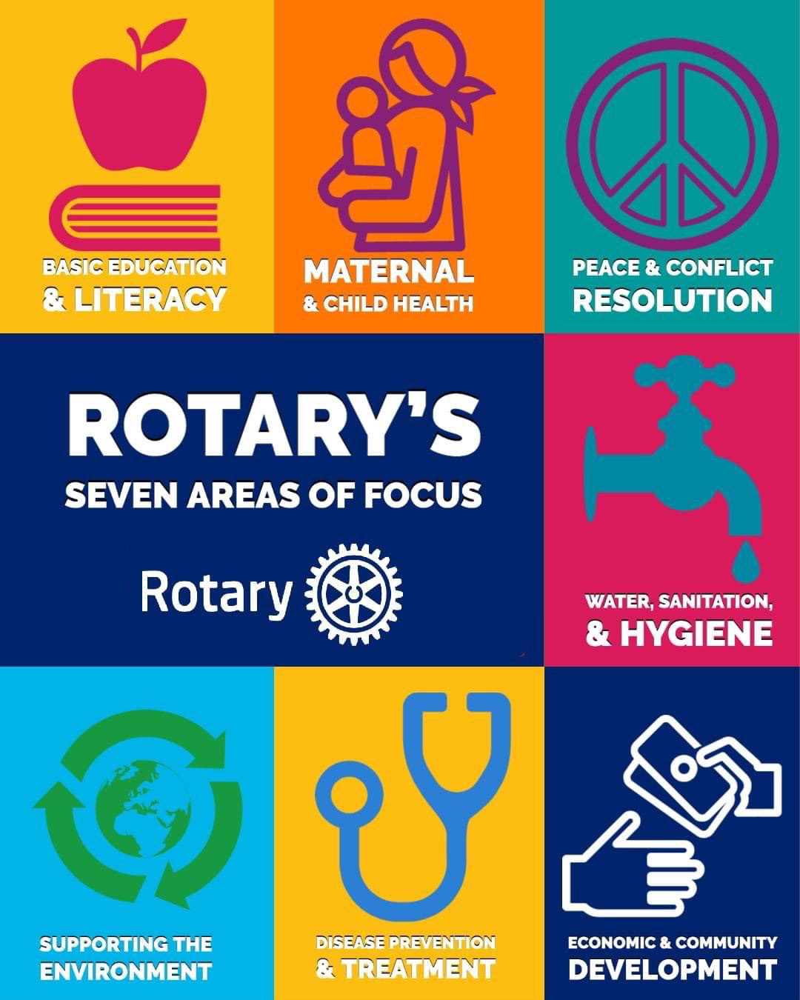 BASIC EDUCATION
& LITERACY
MATERNAL
& CHILD HEALTH
PEACE & CONFLICT
RESOLUTION
ROTARY'S
SEVEN AREAS OF FOCUS
Rotary
WATER, SANITATION,
& HYGIENE
SUPPORTING THE
ENVIRONMENT
DISEASE PREVENTION
& TREATMENT
ECONOMIC & COMMUNITY
DEVELOPMENT